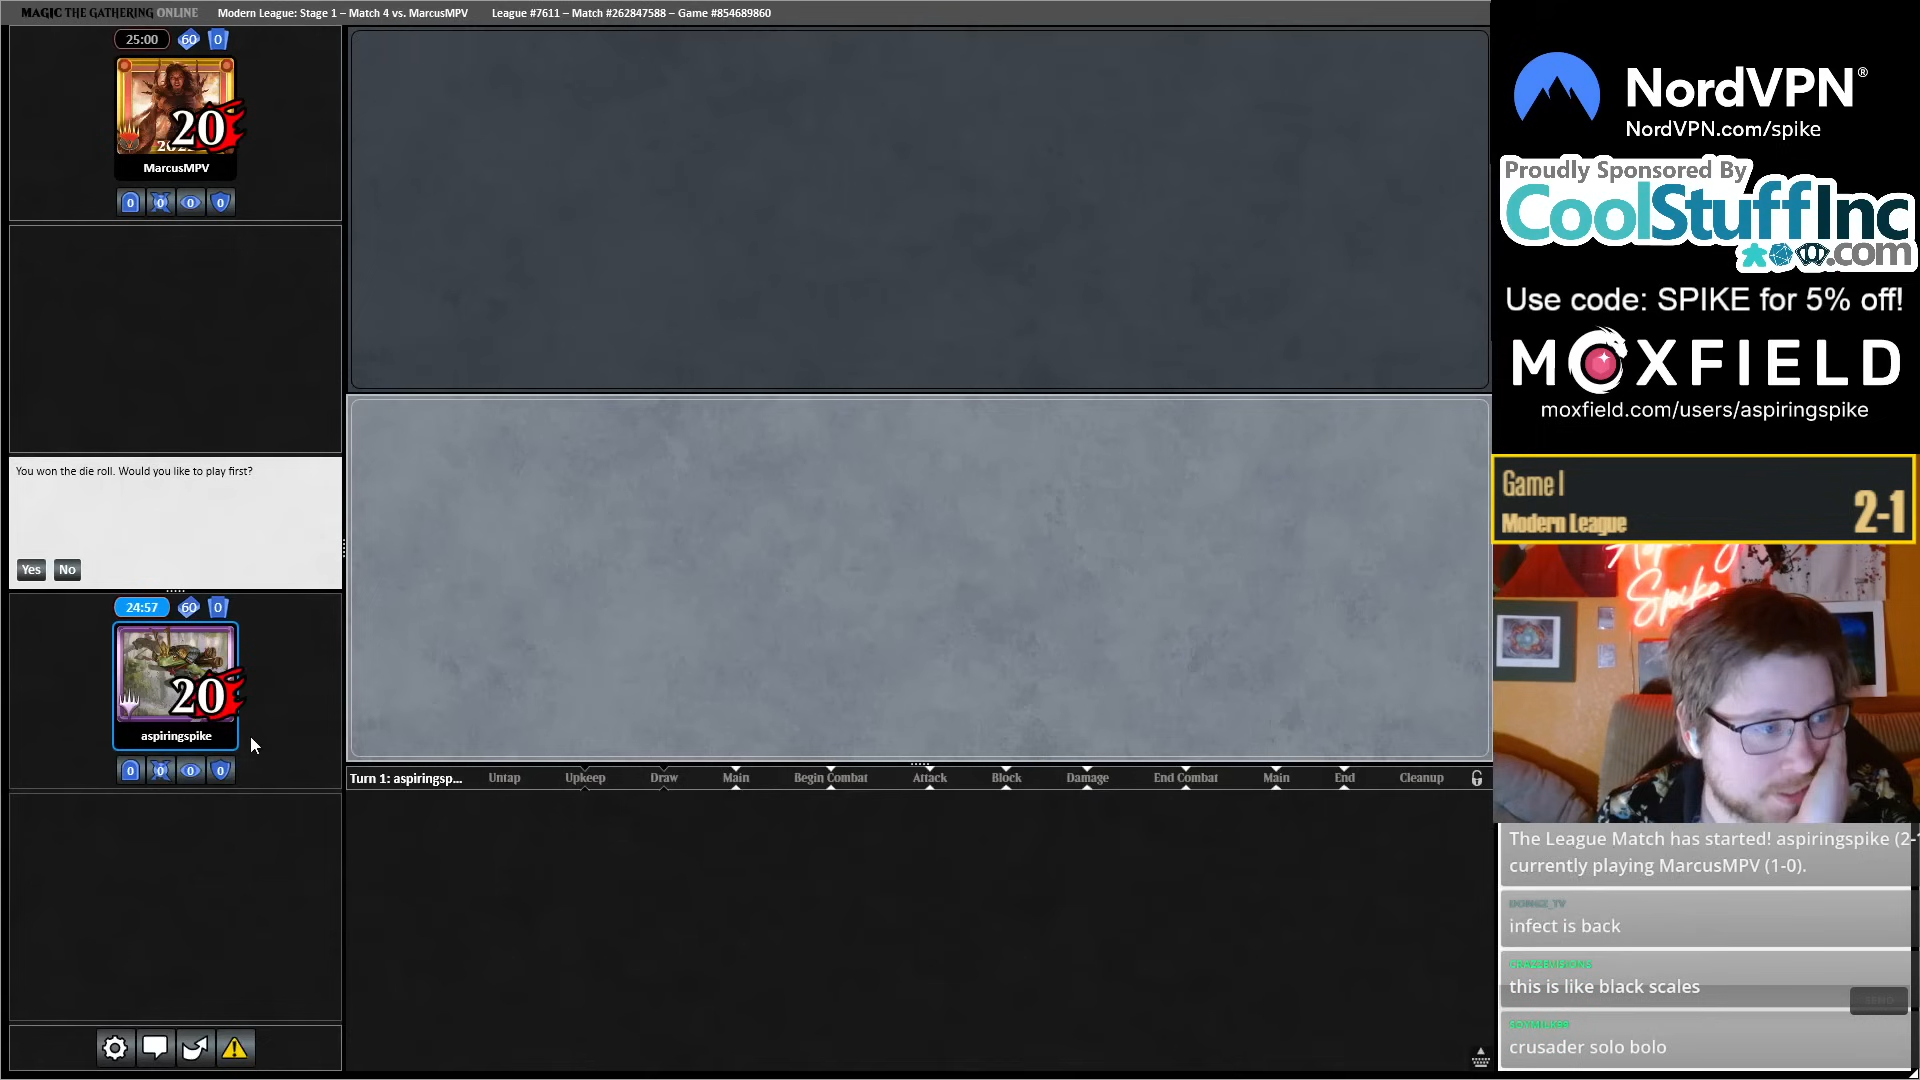 MAGIC THE GATHERING ONLINE Modern League: Stage 1 – Match 4 vs. MarcusMPV League #7611 – Match #262847588 – Game #854689860
25:00 60 0
20
MarcusMPV
0 0 0 0
You won the die roll. Would you like to play first?
Yes No
24:57 60 0
20
aspiringspike
0 0 0 0
Turn 1: aspiringsp... Untap Upkeep Draw Main Begin Combat Attack Block Damage End Combat Main End Cleanup
NordVPN®
NordVPN.com/spike
Proudly Sponsored By
CoolStuffInc
.com
Use code: SPIKE for 5% off!
MOXFIELD
moxfield.com/users/aspiringspike
Game 1
Modern League 2-1
Spike
The League Match has started! aspiringspike (2-1
currently playing MarcusMPV (1-0).
infect is back
this is like black scales
SEND
crusader solo bolo